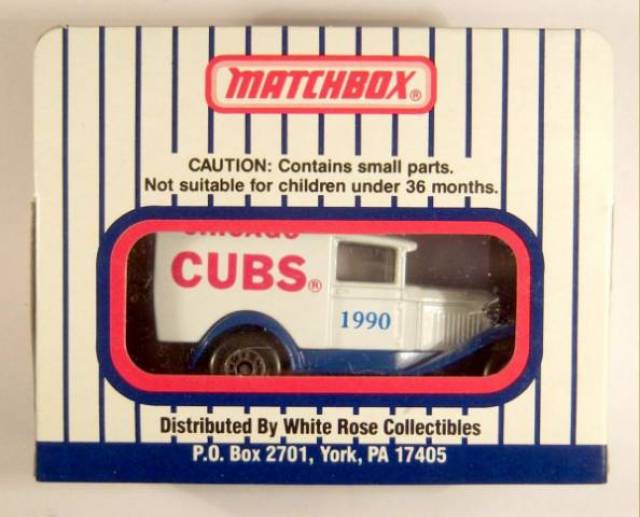 MATCHBOX®
CAUTION: Contains small parts.
Not suitable for children under 36 months.
CHICAGO
CUBS®
1990
Distributed By White Rose Collectibles
P.O. Box 2701, York, PA 17405